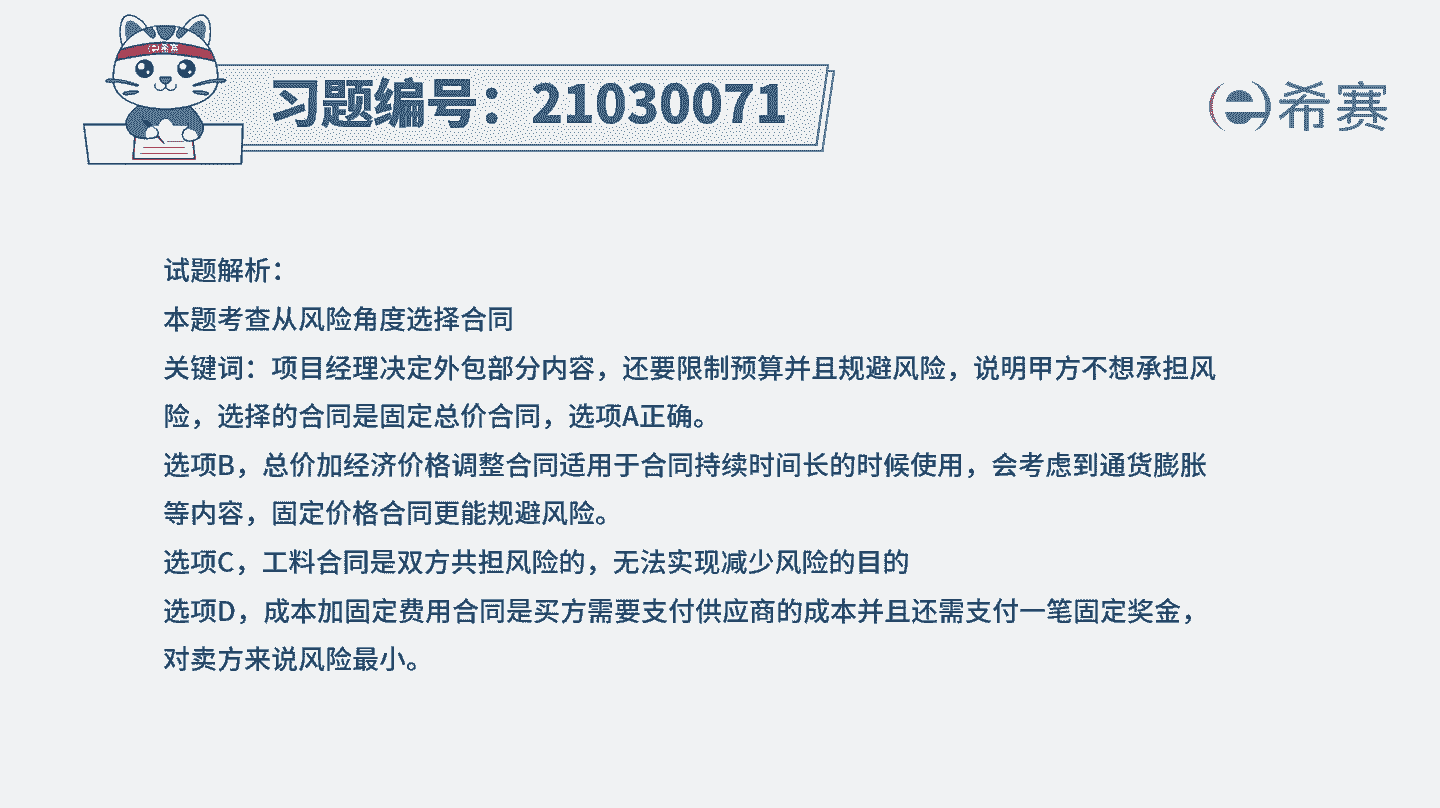 习题编号：21030071
希赛
e希赛
试题解析：
本题考查从风险角度选择合同
关键词：项目经理决定外包部分内容，还要限制预算并且规避风险，说明甲方不想承担风
险，选择的合同是固定总价合同，选项A正确。
选项B，总价加经济价格调整合同适用于合同持续时间长的时候使用，会考虑到通货膨胀
等内容，固定价格合同更能规避风险。
选项C，工料合同是双方共担风险的，无法实现减少风险的目的
选项D，成本加固定费用合同是买方需要支付供应商的成本并且还需支付一笔固定奖金，
对卖方来说风险最小。